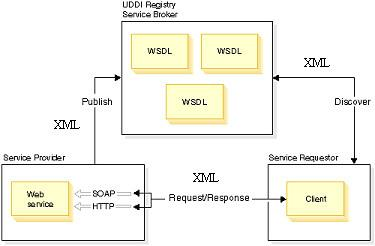 UDDI Registry
Service Broker
WSDL
WSDL
WSDL
XML
Publish
Discover
XML
Service Provider
XML
Service Requestor
Web
service
SOAP
HTTP
Request/Response
Client